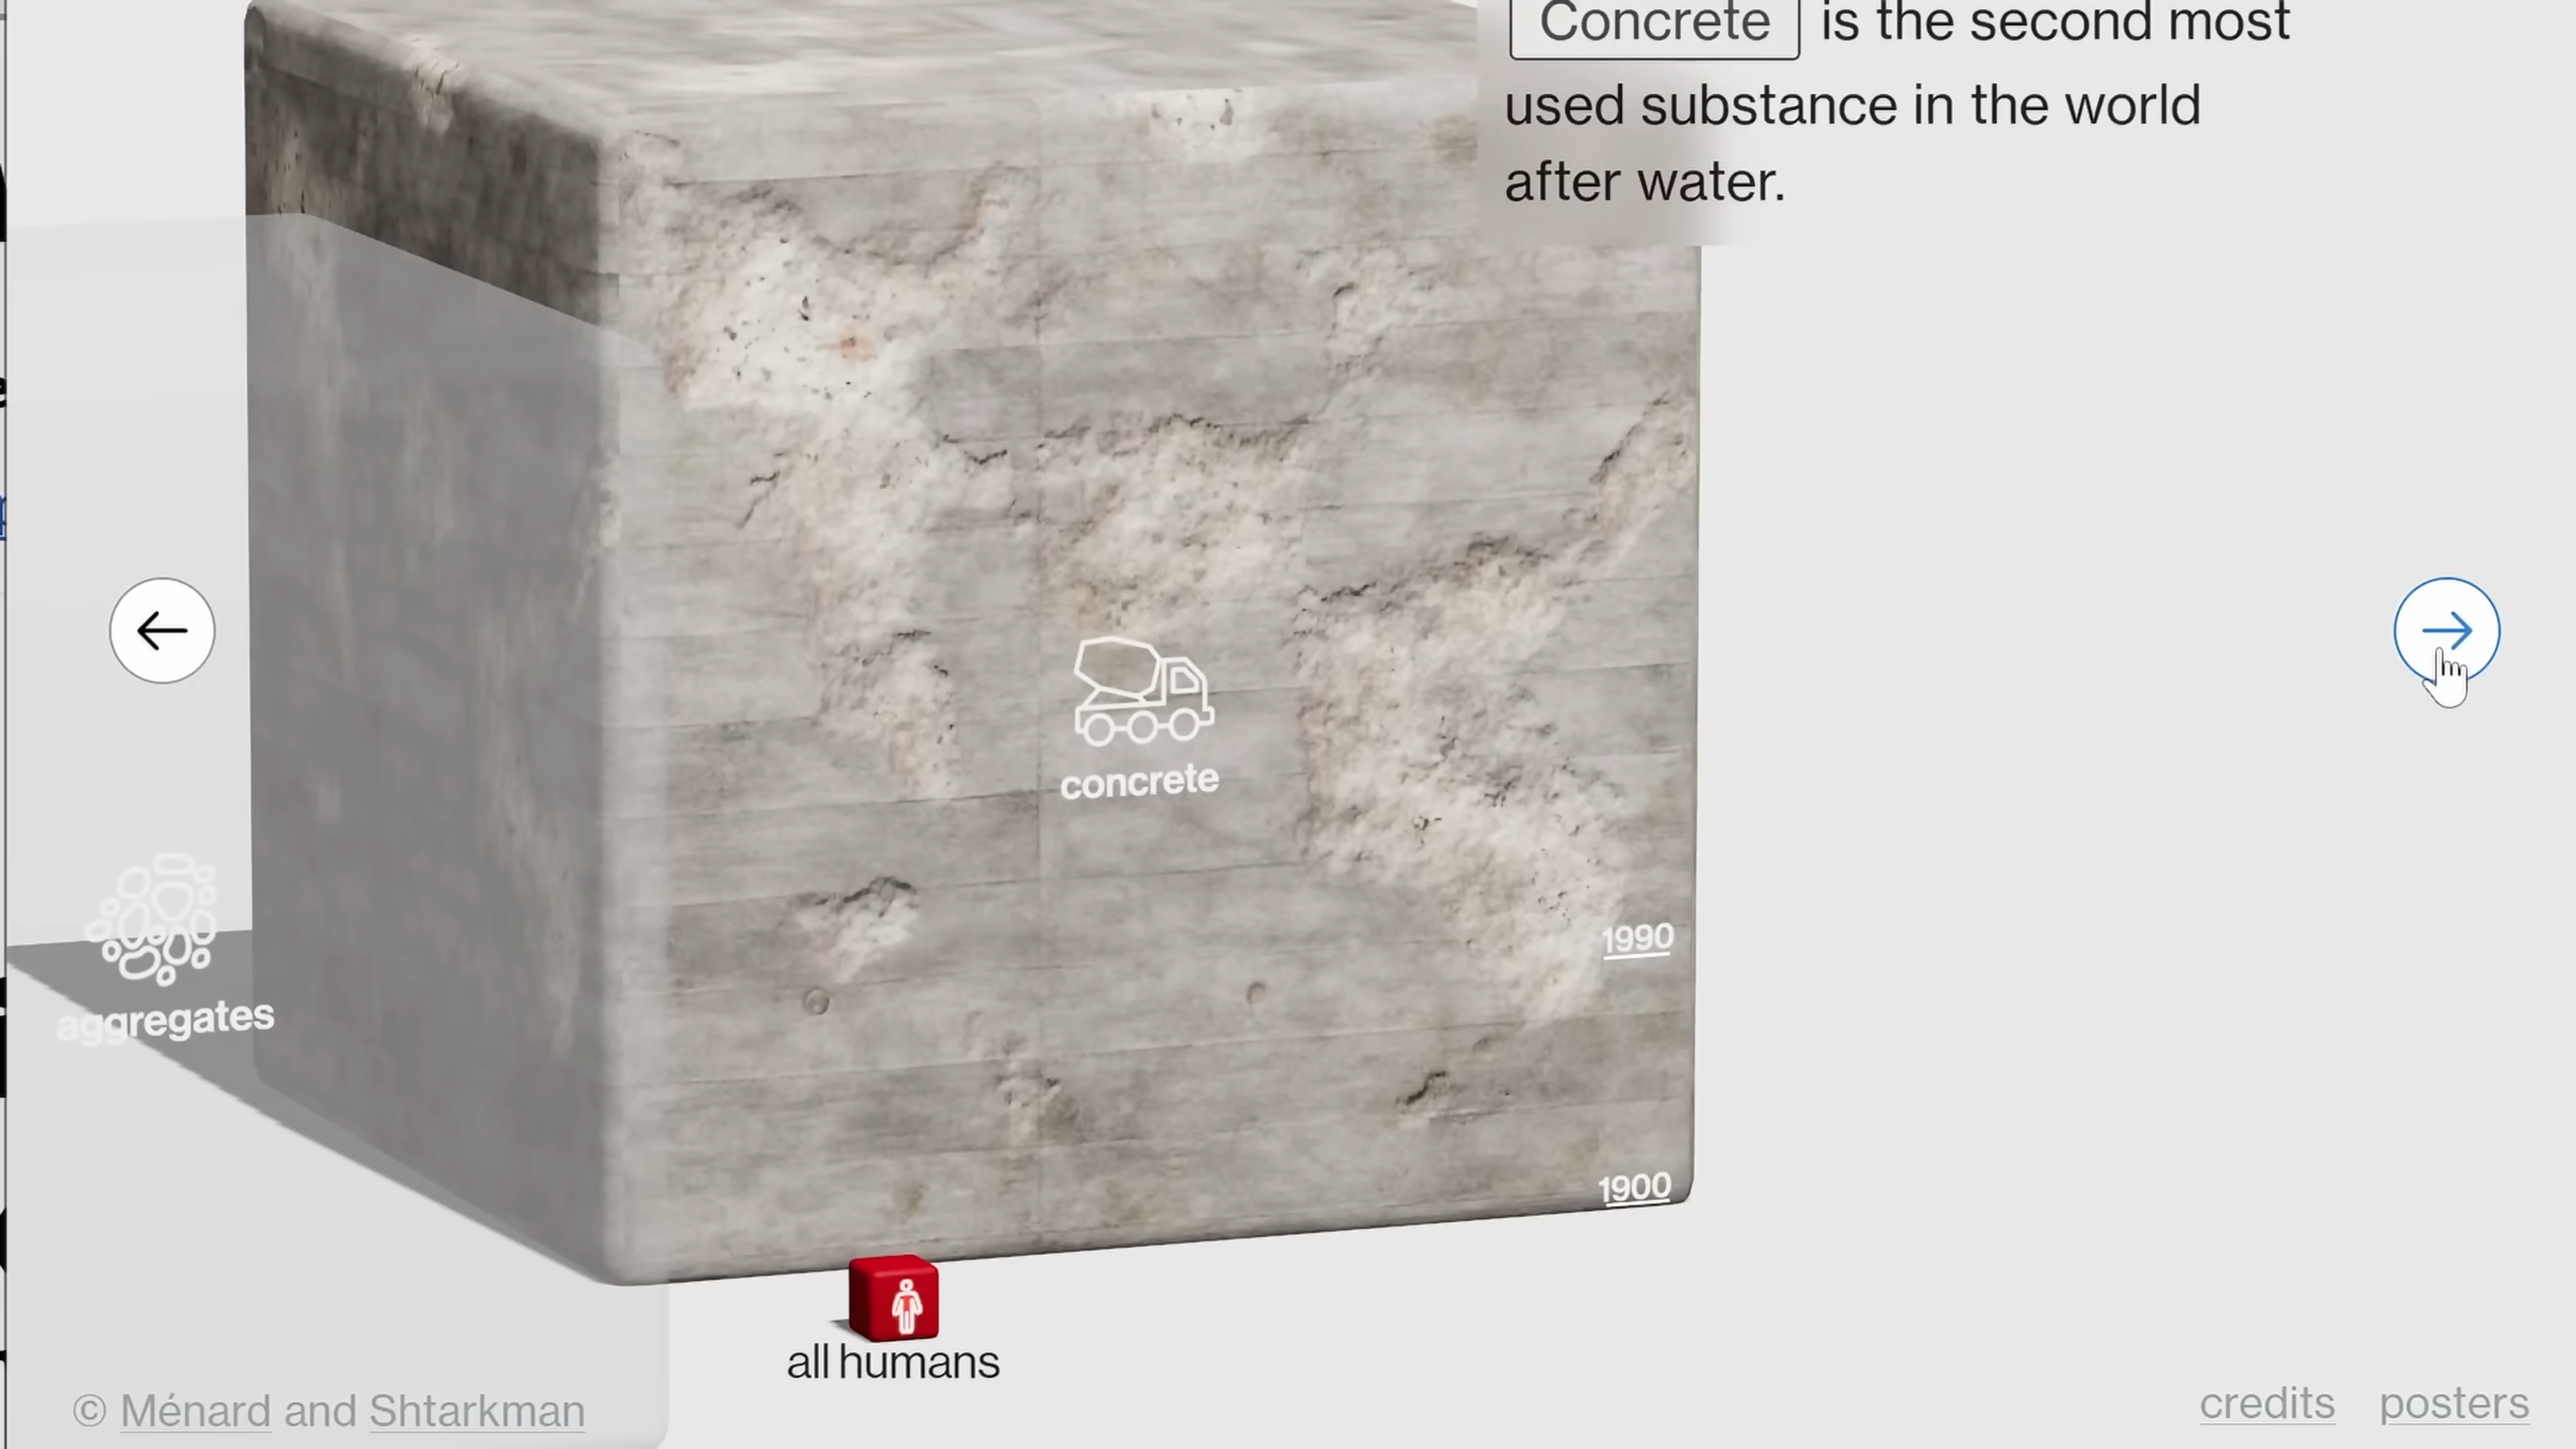 Concrete is the second most
used substance in the world
after water.
concrete
1990
aggregates
1900
all humans
© Ménard and Shtarkman
credits posters